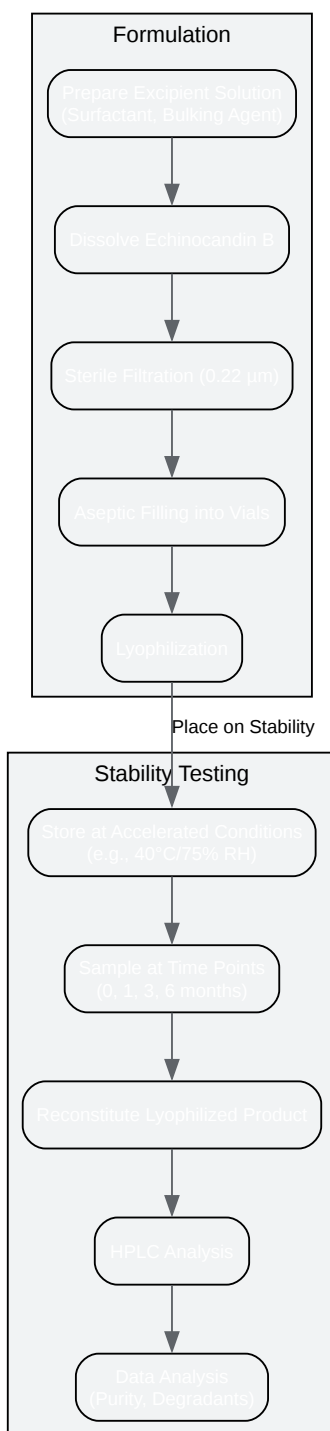 Formulation
Prepare Excipient Solution
(Surfactant, Bulking Agent)
Dissolve Echinocandin B
Sterile Filtration (0.22 µm)
Aseptic Filling into Vials
Lyophilization
Place on Stability
Stability Testing
Store at Accelerated Conditions
(e.g., 40°C/75% RH)
Sample at Time Points
(0, 1, 3, 6 months)
Reconstitute Lyophilized Product
HPLC Analysis
Data Analysis
(Purity, Degradants)